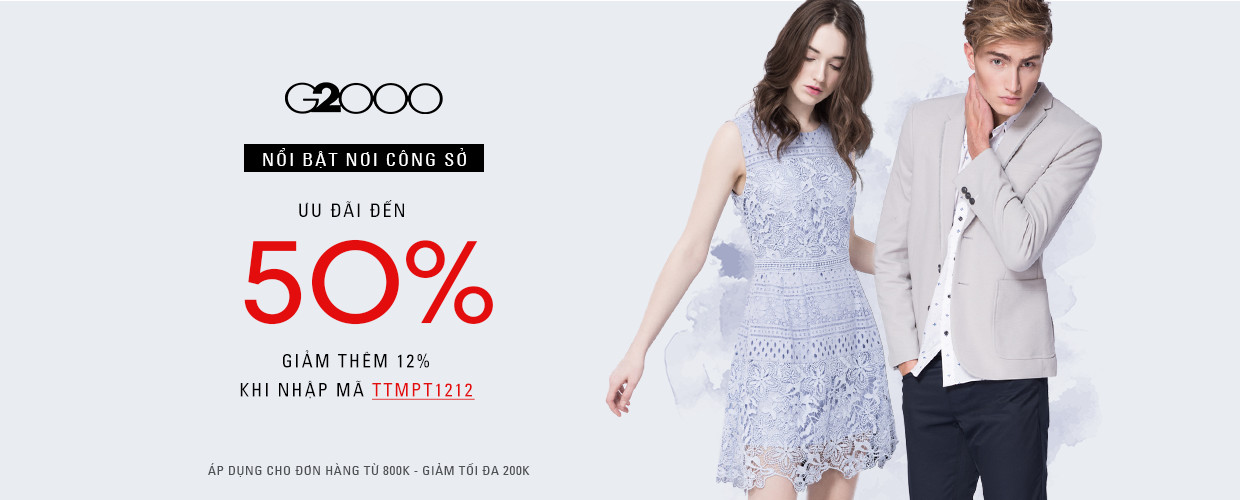 G2000
NỔI BẬT NƠI CÔNG SỞ
ƯU ĐÃI ĐẾN
50%
GIẢM THÊM 12%
KHI NHẬP MÃ TTMPT1212
ÁP DỤNG CHO ĐƠN HÀNG TỪ 800K - GIẢM TỐI ĐA 200K